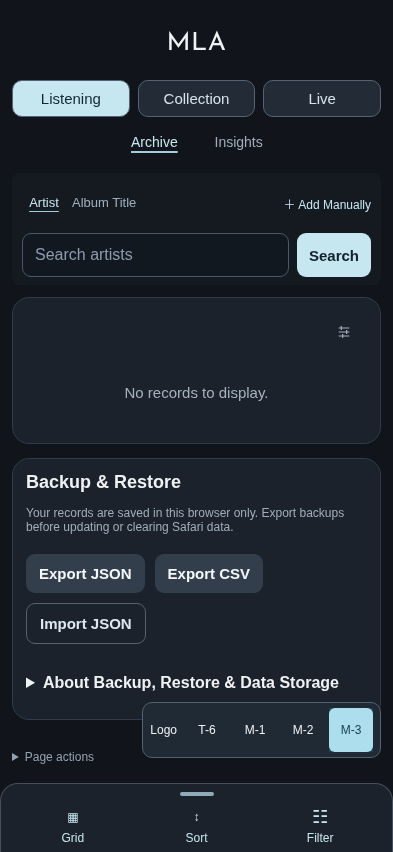 MLA
Listening Collection Live
Archive Insights
Artist Album Title + Add Manually
Search artists Search
No records to display.
Backup & Restore
Your records are saved in this browser only. Export backups
before updating or clearing Safari data.
Export JSON Export CSV
Import JSON
About Backup, Restore & Data Storage
Logo T-6 M-1 M-2 M-3
Page actions
Grid Sort Filter